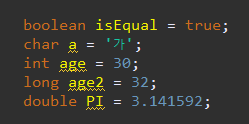 boolean isEqual = true;
char a = '가';
int age = 30;
long age2 = 32;
double PI = 3.141592;